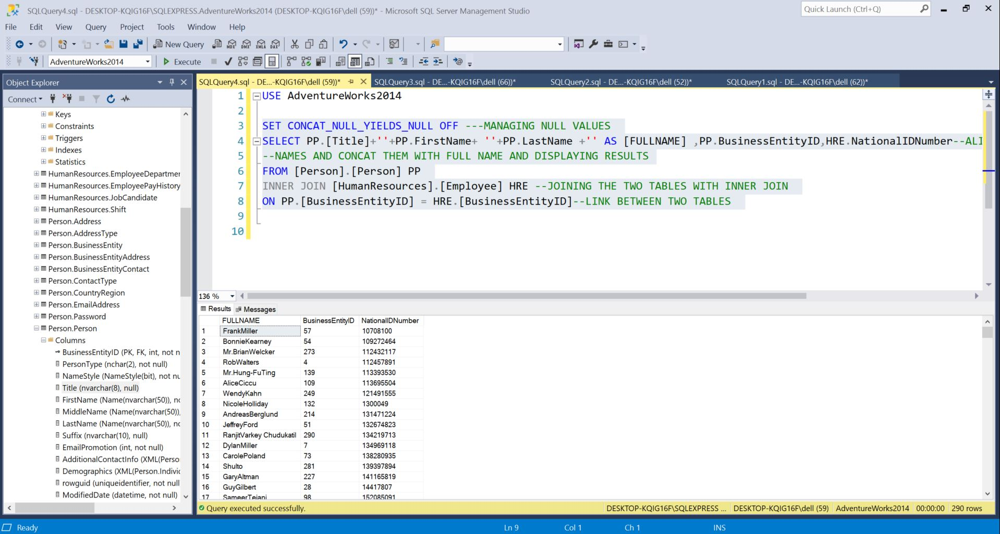 SQLQuery4.sql - DESKTOP-KQIG16F\SQLEXPRESS.AdventureWorks2014 (DESKTOP-KQIG16F\dell (59))* - Microsoft SQL Server Management Studio
Quick Launch (Ctrl+Q)
File Edit View Query Project Tools Window Help
New Query MDX DMX XMLA DAX
AdventureWorks2014 Execute
Object Explorer
Connect
Keys
Constraints
Triggers
Indexes
Statistics
HumanResources.EmployeeDepartmer
HumanResources.EmployeePayHistory
HumanResources.JobCandidate
HumanResources.Shift
Person.Address
Person.AddressType
Person.BusinessEntity
Person.BusinessEntityAddress
Person.BusinessEntityContact
Person.ContactType
Person.CountryRegion
Person.EmailAddress
Person.Password
Person.Person
Columns
BusinessEntityID (PK, FK, int, not n
PersonType (nchar(2), not null)
NameStyle (NameStyle(bit), not nu
Title (nvarchar(8), null)
FirstName (Name(nvarchar(50)), nc
MiddleName (Name(nvarchar(50)),
LastName (Name(nvarchar(50)), nc
Suffix (nvarchar(10), null)
EmailPromotion (int, not null)
AdditionalContactInfo (XML(Perso
Demographics (XML(Person.Indivic
rowguid (uniqueidentifier, not null
ModifiedDate (datetime, not null)
SQLQuery4.sql - DE...-KQIG16F\dell (59))* SQLQuery3.sql - DE...-KQIG16F\dell (66))* SQLQuery2.sql - DE...-KQIG16F\dell (52))* SQLQuery1.sql - DE...-KQIG16F\dell (62))*
1 USE AdventureWorks2014
2
3 SET CONCAT_NULL_YIELDS_NULL OFF ---MANAGING NULL VALUES
4 SELECT PP.[Title]+''+PP.FirstName+ ''+PP.LastName +'' AS [FULLNAME] ,PP.BusinessEntityID,HRE.NationalIDNumber--ALI
5 --NAMES AND CONCAT THEM WITH FULL NAME AND DISPLAYING RESULTS
6 FROM [Person].[Person] PP
7 INNER JOIN [HumanResources].[Employee] HRE --JOINING THE TWO TABLES WITH INNER JOIN
8 ON PP.[BusinessEntityID] = HRE.[BusinessEntityID]--LINK BETWEEN TWO TABLES
9
10
136 %
Results Messages
FULLNAME BusinessEntityID NationalIDNumber
1 FrankMiller 57 10708100
2 BonnieKearney 54 109272464
3 Mr.BrianWelcker 273 112432117
4 RobWalters 4 112457891
5 Mr.Hung-FuTing 139 113393530
6 AliceCiccu 109 113695504
7 WendyKahn 249 121491555
8 NicoleHolliday 132 1300049
9 AndreasBerglund 214 131471224
10 JeffreyFord 51 132674823
11 RanjitVarkey Chudukatil 290 134219713
12 DylanMiller 7 134969118
13 CarolePoland 73 138280935
14 ShuIto 281 139397894
15 GaryAltman 227 141165819
16 GuyGilbert 28 14417807
17 SameerTejani 98 152085091
Query executed successfully. DESKTOP-KQIG16F\SQLEXPRESS ... DESKTOP-KQIG16F\dell (59) AdventureWorks2014 00:00:00 290 rows
Ready Ln 9 Col 1 Ch 1 INS